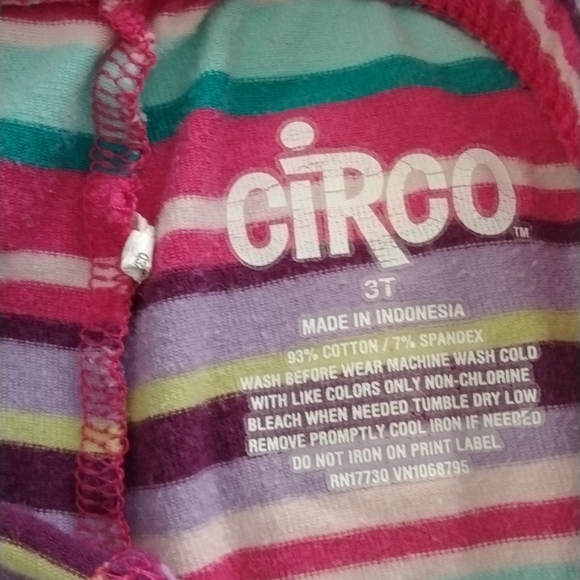 CIRCO™
3T
MADE IN INDONESIA
93% COTTON / 7% SPANDEX
WASH BEFORE WEAR MACHINE WASH COLD
WITH LIKE COLORS ONLY NON-CHLORINE
BLEACH WHEN NEEDED TUMBLE DRY LOW
REMOVE PROMPTLY COOL IRON IF NEEDED
DO NOT IRON ON PRINT LABEL
RN17730 VN1068795